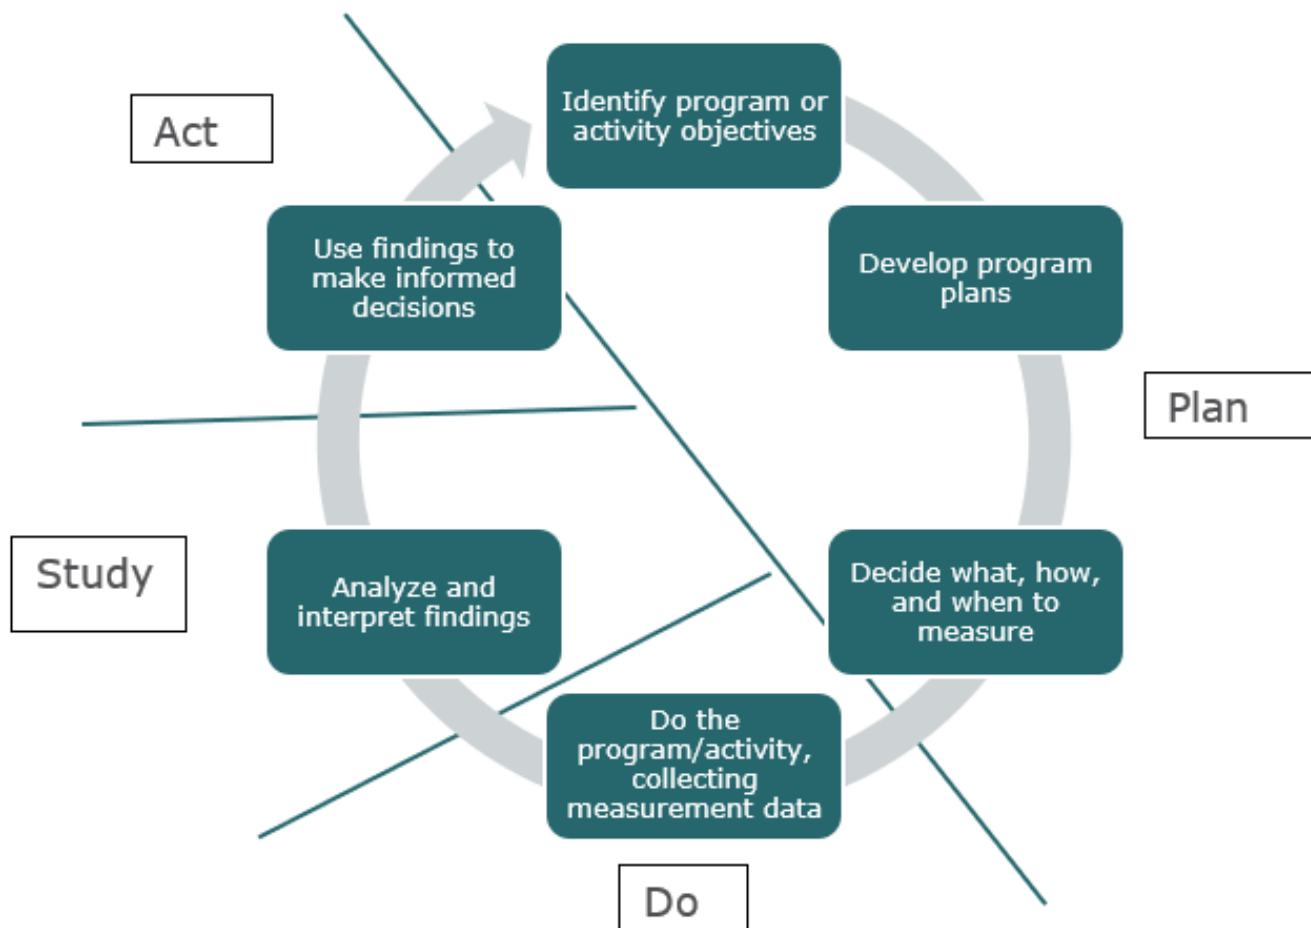 Act
Identify program or
activity objectives
Use findings to
make informed
decisions
Develop program
plans
Plan
Study
Analyze and
interpret findings
Decide what, how,
and when to
measure
Do the
program/activity,
collecting
measurement data
Do